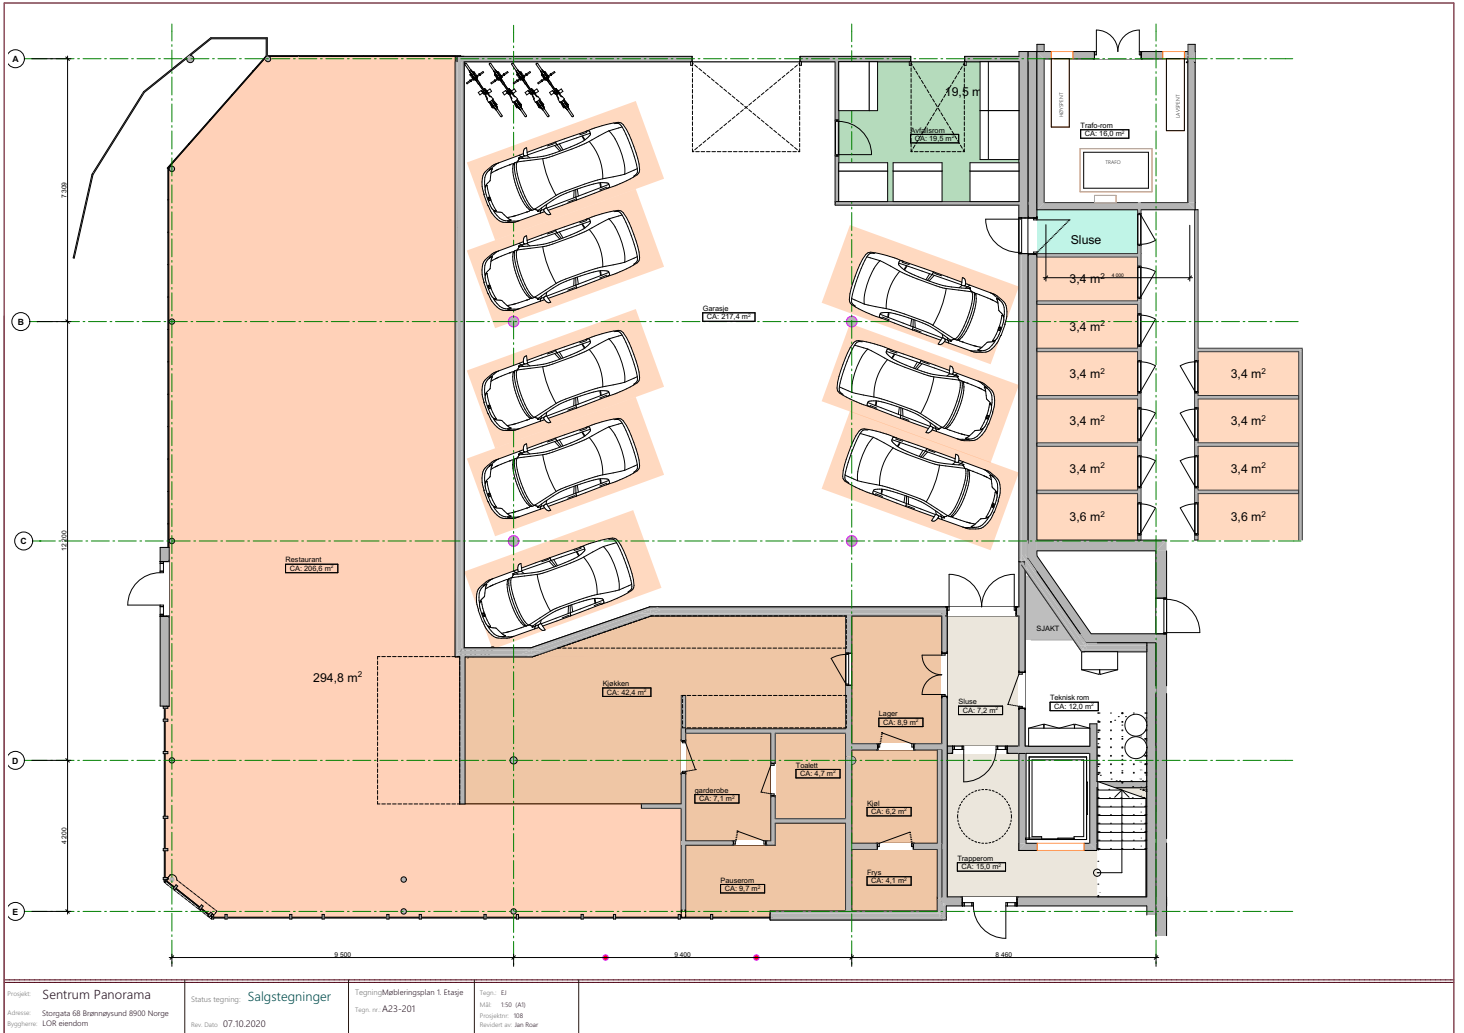 A
19,5 m
Avfallsrom
CA: 19,5 m²
HØYSPENT
LAVSPENT
Trafo-rom
CA: 16,0 m²
TRAFO
7 309
Sluse
4 000
3,4 m²
B
Garasje
CA: 217,4 m²
3,4 m²
3,4 m²
3,4 m²
3,4 m²
3,4 m²
3,4 m²
3,4 m²
3,6 m²
3,6 m²
C
12 200
Restaurant
CA: 206,6 m²
SJAKT
294,8 m²
Kjøkken
CA: 42,4 m²
Lager
CA: 8,9 m²
Sluse
CA: 7,2 m²
Teknisk rom
CA: 12,0 m²
D
Toalett
CA: 4,7 m²
garderobe
CA: 7,1 m²
Kjøl
CA: 6,2 m²
4 200
Trapperom
CA: 15,0 m²
Pauserom
CA: 9,7 m²
Frys
CA: 4,1 m²
E
9 500
9 400
8 460
Prosjekt: Sentrum Panorama
Adresse: Storgata 68 Brønnøysund 8900 Norge
Byggherre: LOR eiendom
Status tegning: Salgstegninger
Rev. Dato 07.10.2020
Tegning Møbleringsplan 1. Etasje
Tegn. nr.: A23-201
Tegn.: EJ
Mål: 1:50 (A1)
Prosjektnr: 108
Revidert av: Jan Roar